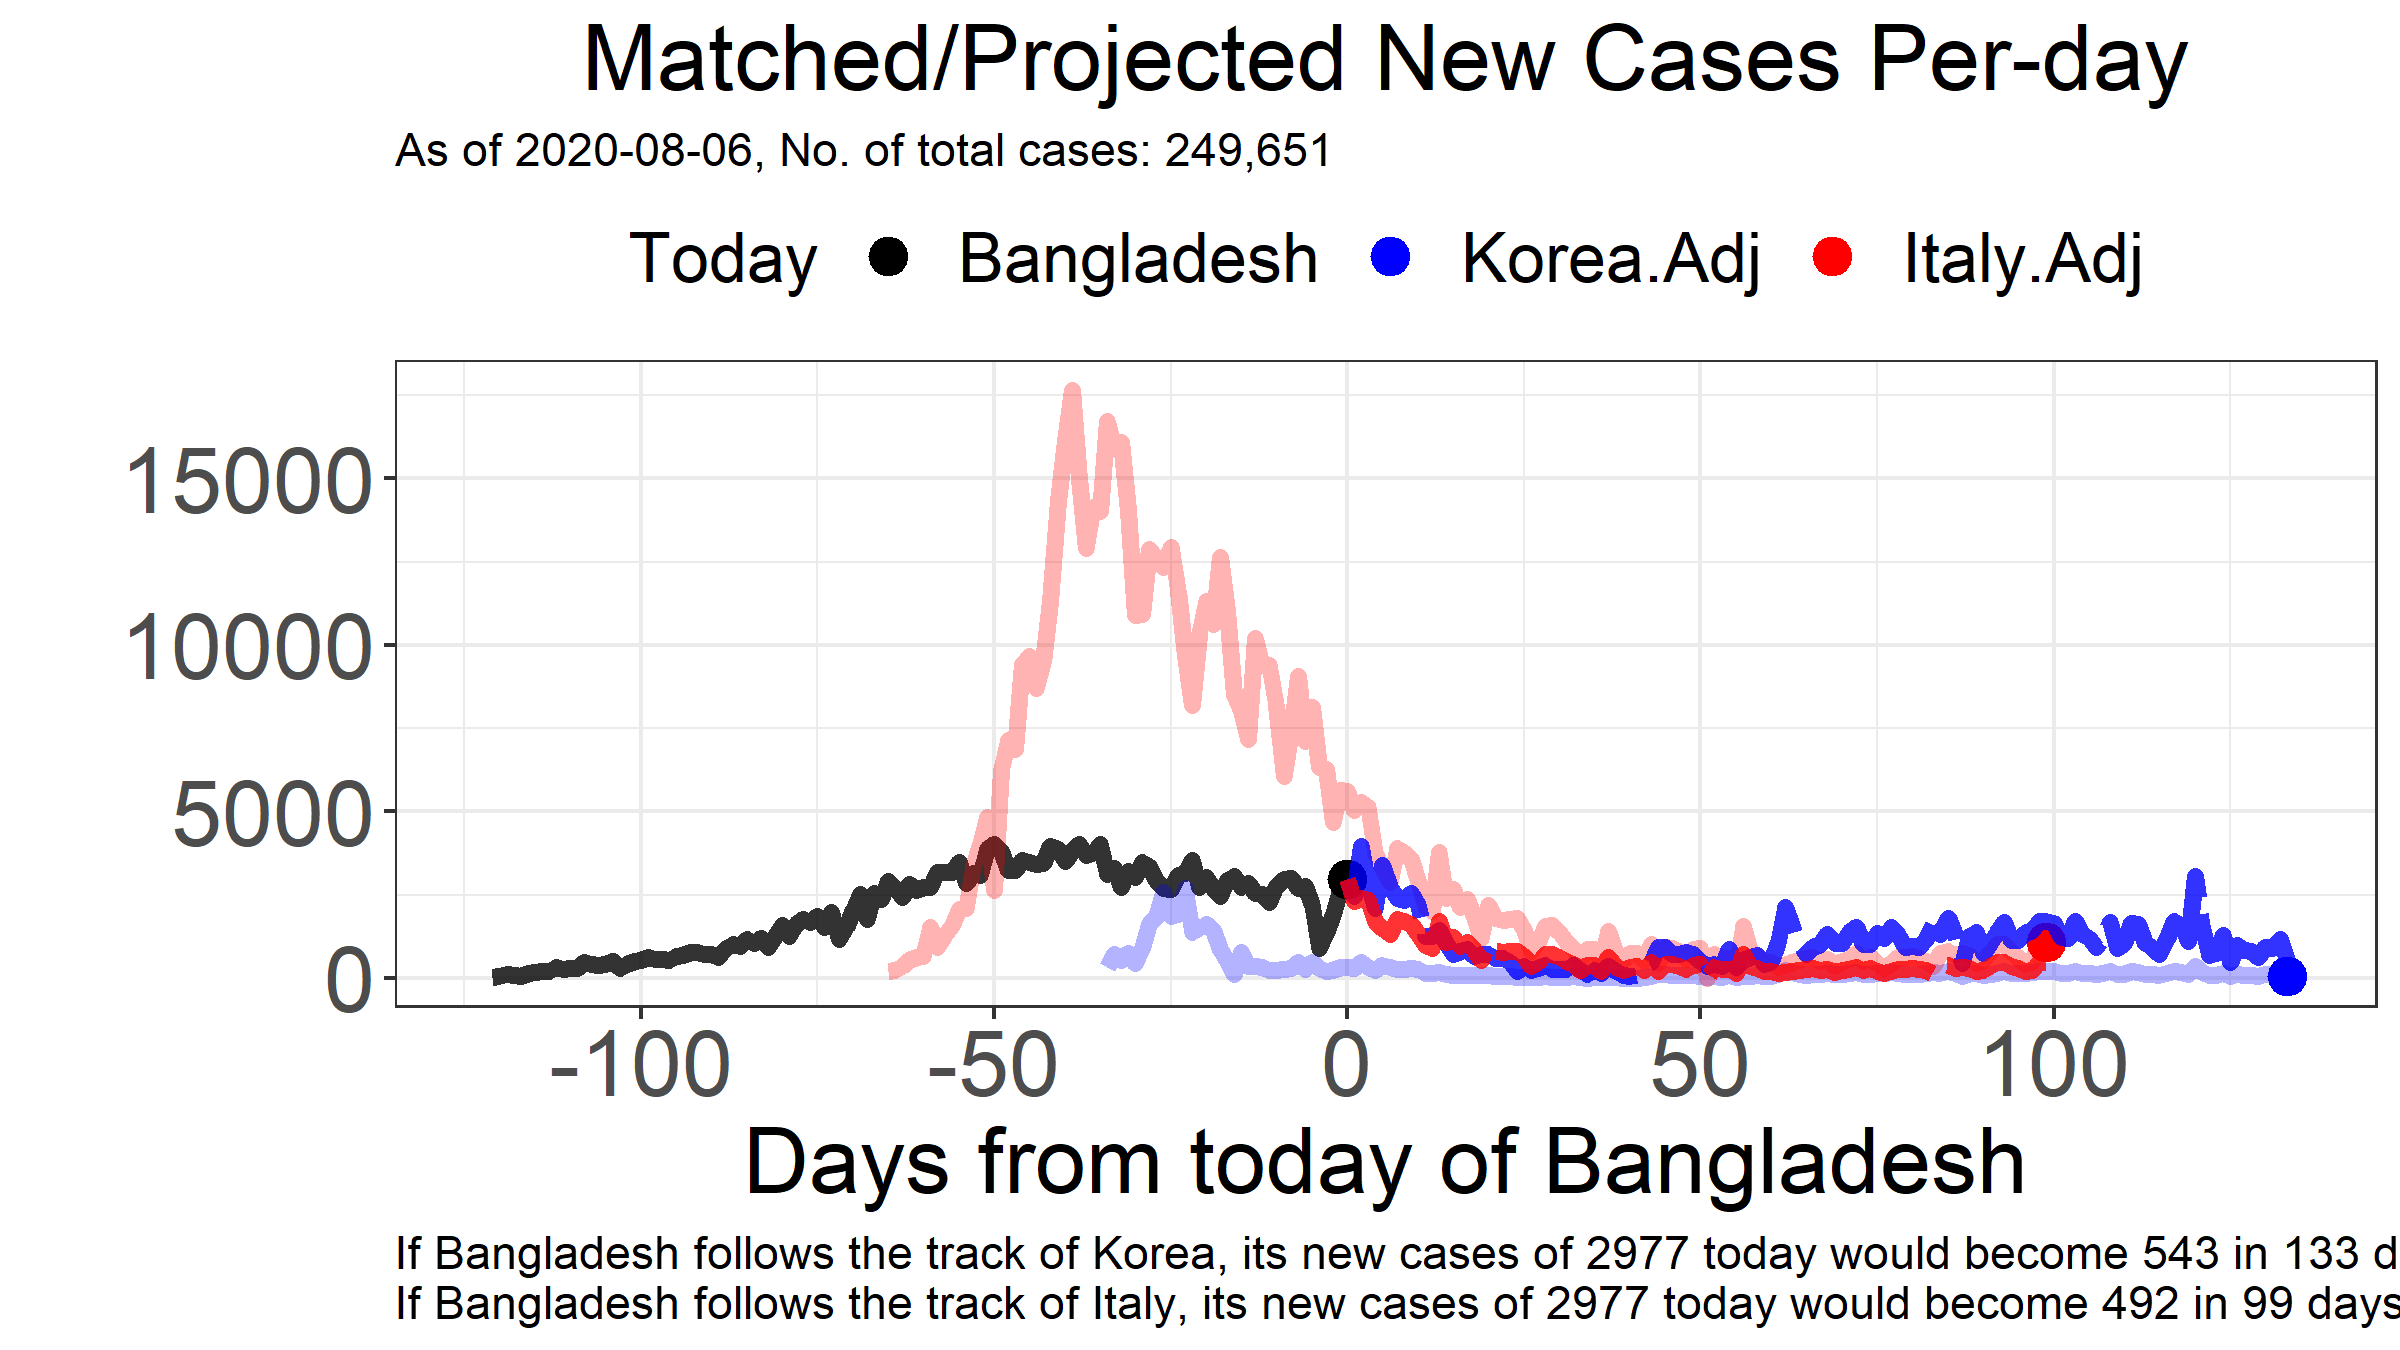 Matched/Projected New Cases Per-day
As of 2020-08-06, No. of total cases: 249,651
Today Bangladesh Korea.Adj Italy.Adj
15000
10000
5000
0
-100 -50 0 50 100
Days from today of Bangladesh
If Bangladesh follows the track of Korea, its new cases of 2977 today would become 543 in 133 d
If Bangladesh follows the track of Italy, its new cases of 2977 today would become 492 in 99 days